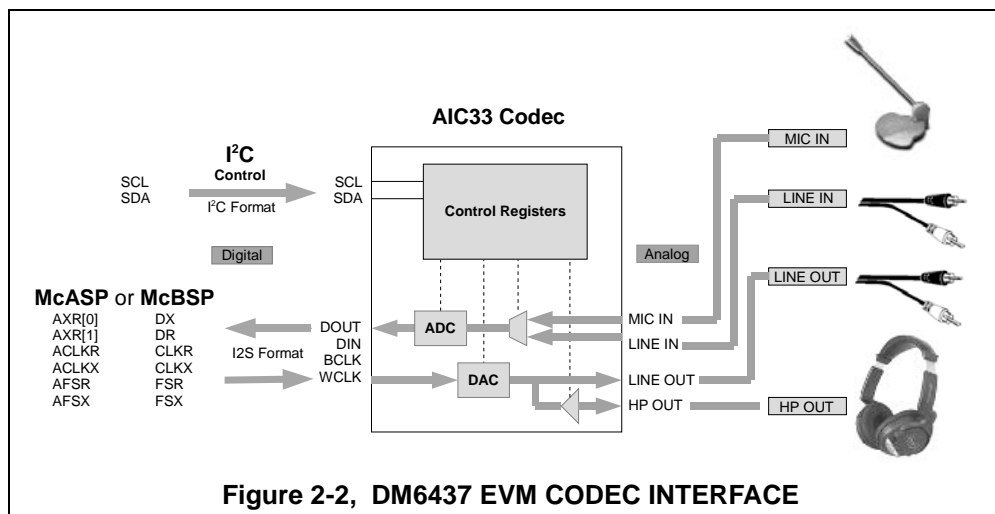 AIC33 Codec
MIC IN
I²C
Control
SCL
SDA
I²C Format
SCL
SDA
Control Registers
LINE IN
Digital
Analog
LINE OUT
McASP or McBSP
AXR[0] DX
AXR[1] DR
ACLKR CLKR
ACLKX CLKX
AFSR FSR
AFSX FSX
I2S Format
DOUT
DIN
BCLK
WCLK
ADC
DAC
MIC IN
LINE IN
LINE OUT
HP OUT
HP OUT
Figure 2-2, DM6437 EVM CODEC INTERFACE